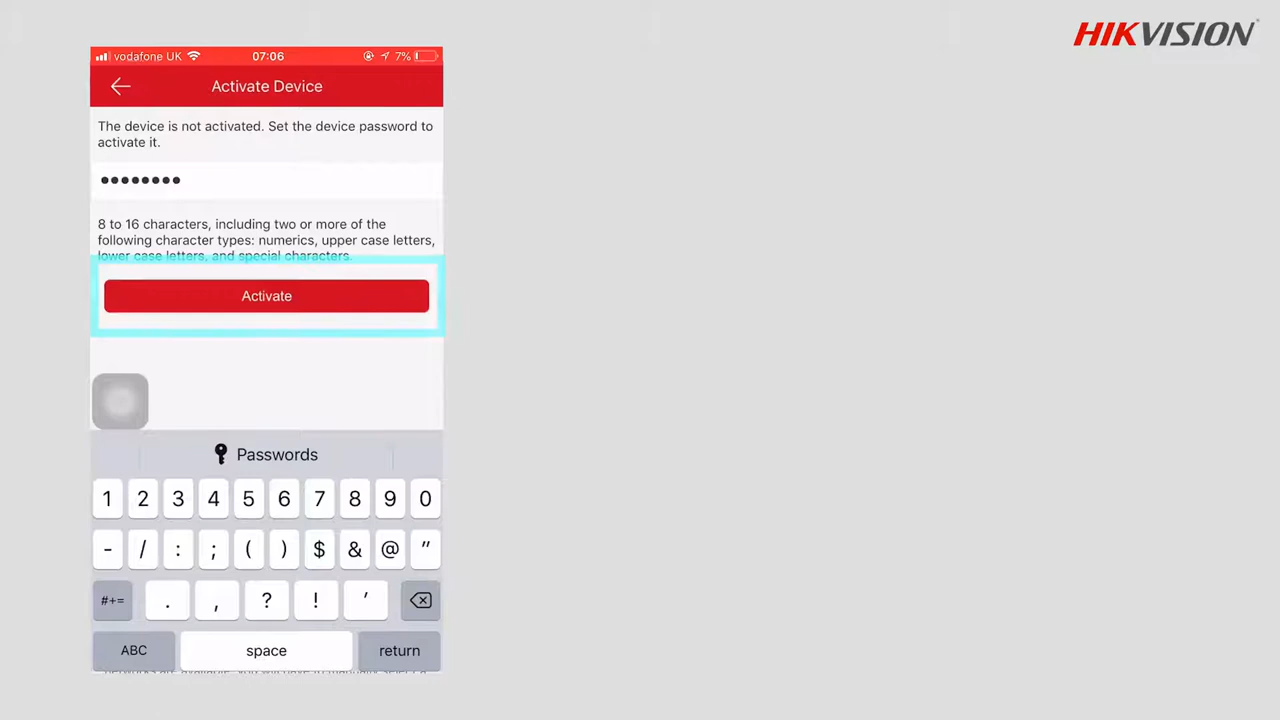 HIKVISION
vodafone UK 07:06 7%
Activate Device
The device is not activated. Set the device password to
activate it.
••••••••
8 to 16 characters, including two or more of the
following character types: numerics, upper case letters,
lower case letters, and special characters.
Activate
Passwords
1 2 3 4 5 6 7 8 9 0
- / : ; ( ) $ & @ "
#+= . , ? ! '
ABC space return